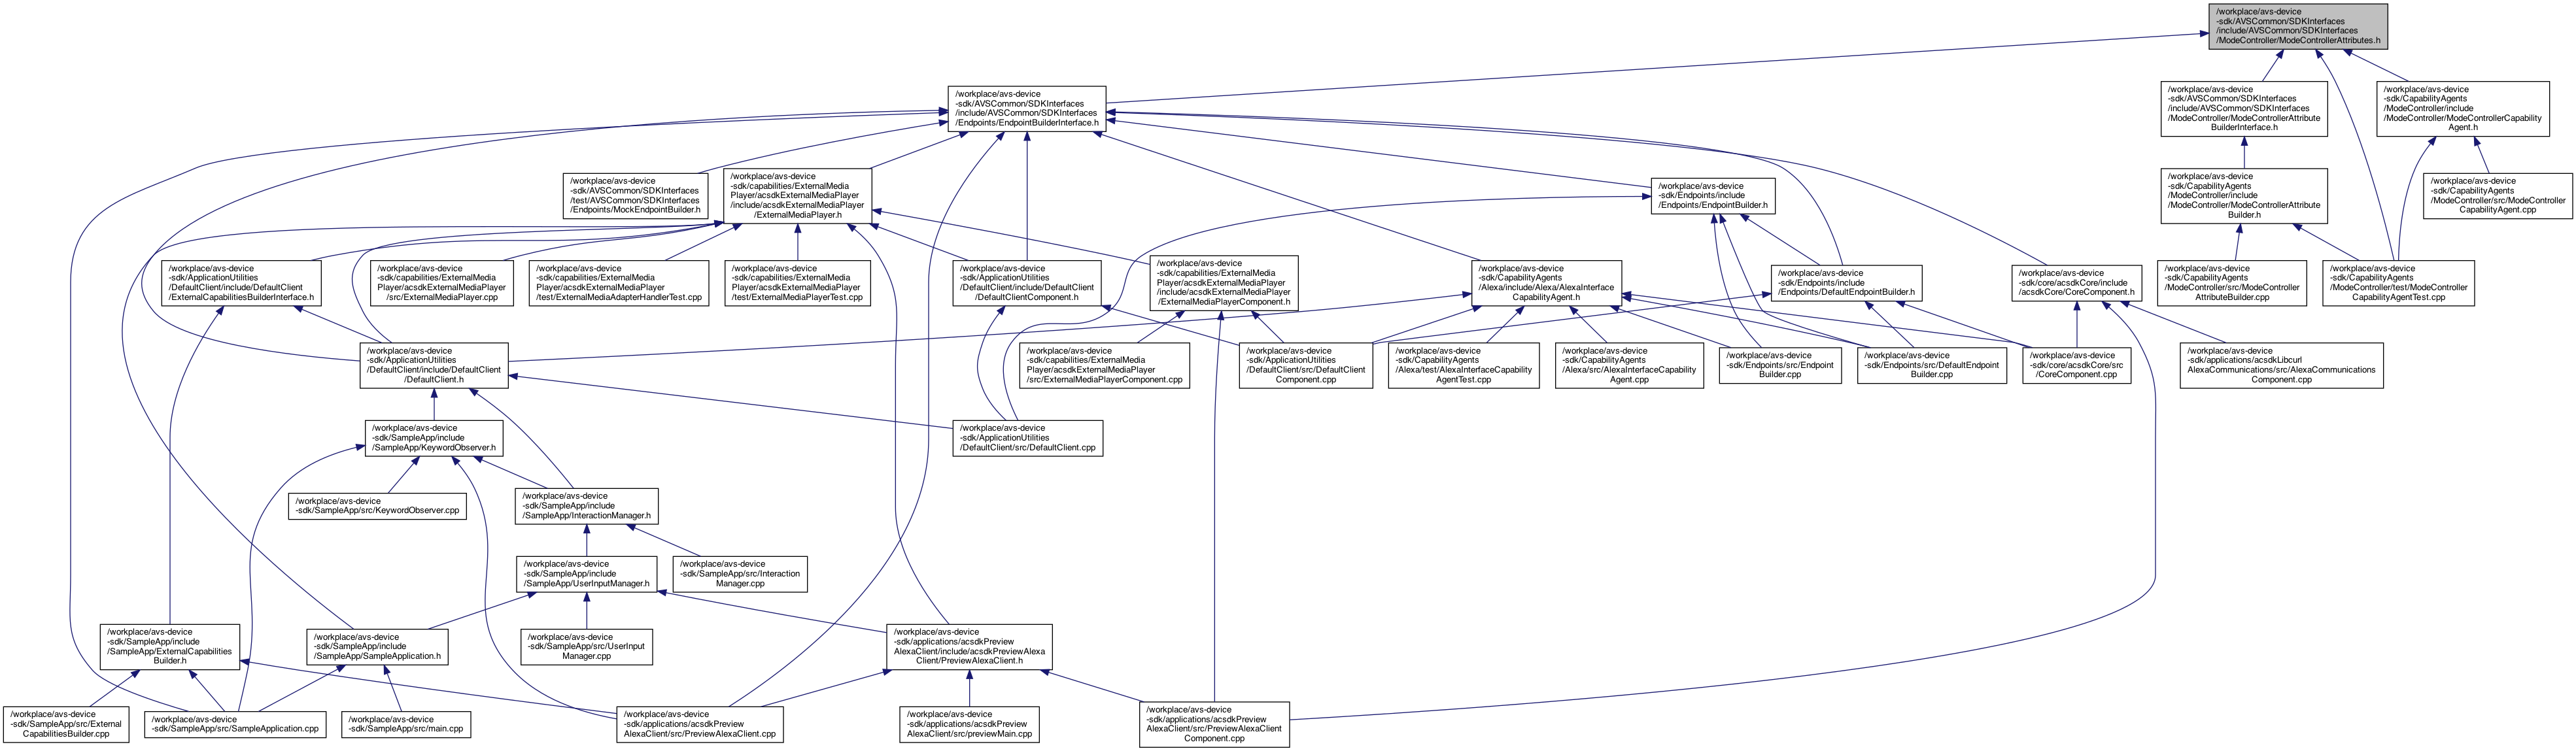 /workplace/avs-device
-sdk/AVSCommon/SDKInterfaces
/include/AVSCommon/SDKInterfaces
/ModeController/ModeControllerAttributes.h
/workplace/avs-device
-sdk/AVSCommon/SDKInterfaces
/include/AVSCommon/SDKInterfaces
/Endpoints/EndpointBuilderInterface.h
/workplace/avs-device
-sdk/AVSCommon/SDKInterfaces
/include/AVSCommon/SDKInterfaces
/ModeController/ModeControllerAttribute
BuilderInterface.h
/workplace/avs-device
-sdk/CapabilityAgents
/ModeController/include
/ModeController/ModeControllerCapability
Agent.h
/workplace/avs-device
-sdk/AVSCommon/SDKInterfaces
/test/AVSCommon/SDKInterfaces
/Endpoints/MockEndpointBuilder.h
/workplace/avs-device
-sdk/capabilities/ExternalMedia
Player/acsdkExternalMediaPlayer
/include/acsdkExternalMediaPlayer
/ExternalMediaPlayer.h
/workplace/avs-device
-sdk/Endpoints/include
/Endpoints/EndpointBuilder.h
/workplace/avs-device
-sdk/CapabilityAgents
/ModeController/include
/ModeController/ModeControllerAttribute
Builder.h
/workplace/avs-device
-sdk/CapabilityAgents
/ModeController/src/ModeController
CapabilityAgent.cpp
/workplace/avs-device
-sdk/ApplicationUtilities
/DefaultClient/include/DefaultClient
/ExternalCapabilitiesBuilderInterface.h
/workplace/avs-device
-sdk/capabilities/ExternalMedia
Player/acsdkExternalMediaPlayer
/src/ExternalMediaPlayer.cpp
/workplace/avs-device
-sdk/capabilities/ExternalMedia
Player/acsdkExternalMediaPlayer
/test/ExternalMediaAdapterHandlerTest.cpp
/workplace/avs-device
-sdk/capabilities/ExternalMedia
Player/acsdkExternalMediaPlayer
/test/ExternalMediaPlayerTest.cpp
/workplace/avs-device
-sdk/ApplicationUtilities
/DefaultClient/include/DefaultClient
/DefaultClientComponent.h
/workplace/avs-device
-sdk/capabilities/ExternalMedia
Player/acsdkExternalMediaPlayer
/include/acsdkExternalMediaPlayer
/ExternalMediaPlayerComponent.h
/workplace/avs-device
-sdk/CapabilityAgents
/Alexa/include/Alexa/AlexaInterface
CapabilityAgent.h
/workplace/avs-device
-sdk/Endpoints/include
/Endpoints/DefaultEndpointBuilder.h
/workplace/avs-device
-sdk/core/acsdkCore/include
/acsdkCore/CoreComponent.h
/workplace/avs-device
-sdk/CapabilityAgents
/ModeController/src/ModeController
AttributeBuilder.cpp
/workplace/avs-device
-sdk/CapabilityAgents
/ModeController/test/ModeController
CapabilityAgentTest.cpp
/workplace/avs-device
-sdk/ApplicationUtilities
/DefaultClient/include/DefaultClient
/DefaultClient.h
/workplace/avs-device
-sdk/capabilities/ExternalMedia
Player/acsdkExternalMediaPlayer
/src/ExternalMediaPlayerComponent.cpp
/workplace/avs-device
-sdk/ApplicationUtilities
/DefaultClient/src/DefaultClient
Component.cpp
/workplace/avs-device
-sdk/CapabilityAgents
/Alexa/test/AlexaInterfaceCapability
AgentTest.cpp
/workplace/avs-device
-sdk/CapabilityAgents
/Alexa/src/AlexaInterfaceCapability
Agent.cpp
/workplace/avs-device
-sdk/Endpoints/src/Endpoint
Builder.cpp
/workplace/avs-device
-sdk/Endpoints/src/DefaultEndpoint
Builder.cpp
/workplace/avs-device
-sdk/core/acsdkCore/src
/CoreComponent.cpp
/workplace/avs-device
-sdk/applications/acsdkLibcurl
AlexaCommunications/src/AlexaCommunications
Component.cpp
/workplace/avs-device
-sdk/SampleApp/include
/SampleApp/KeywordObserver.h
/workplace/avs-device
-sdk/ApplicationUtilities
/DefaultClient/src/DefaultClient.cpp
/workplace/avs-device
-sdk/SampleApp/src/KeywordObserver.cpp
/workplace/avs-device
-sdk/SampleApp/include
/SampleApp/InteractionManager.h
/workplace/avs-device
-sdk/SampleApp/include
/SampleApp/UserInputManager.h
/workplace/avs-device
-sdk/SampleApp/src/Interaction
Manager.cpp
/workplace/avs-device
-sdk/SampleApp/include
/SampleApp/ExternalCapabilities
Builder.h
/workplace/avs-device
-sdk/SampleApp/include
/SampleApp/SampleApplication.h
/workplace/avs-device
-sdk/SampleApp/src/UserInput
Manager.cpp
/workplace/avs-device
-sdk/applications/acsdkPreview
AlexaClient/include/acsdkPreviewAlexa
Client/PreviewAlexaClient.h
/workplace/avs-device
-sdk/SampleApp/src/External
CapabilitiesBuilder.cpp
/workplace/avs-device
-sdk/SampleApp/src/SampleApplication.cpp
/workplace/avs-device
-sdk/SampleApp/src/main.cpp
/workplace/avs-device
-sdk/applications/acsdkPreview
AlexaClient/src/PreviewAlexaClient.cpp
/workplace/avs-device
-sdk/applications/acsdkPreview
AlexaClient/src/previewMain.cpp
/workplace/avs-device
-sdk/applications/acsdkPreview
AlexaClient/src/PreviewAlexaClient
Component.cpp